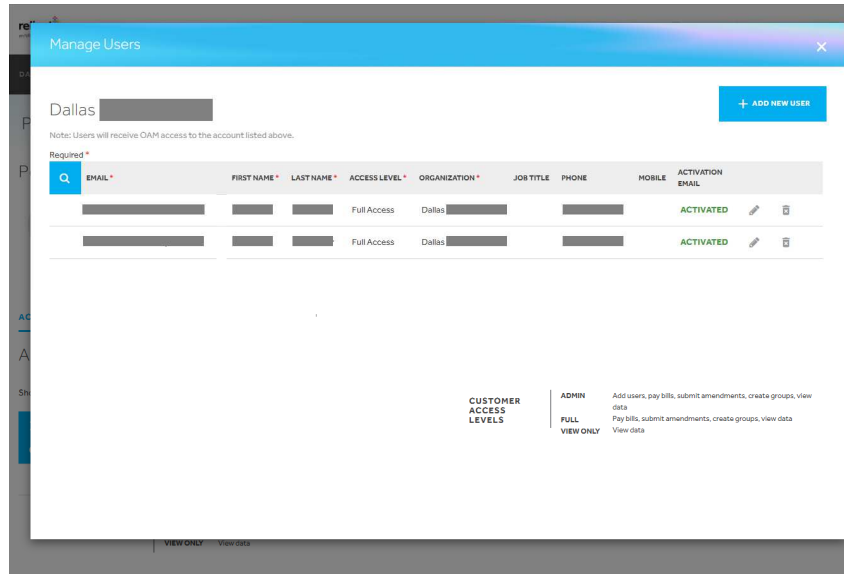 Manage Users
Dallas
+ ADD NEW USER
Note: Users will receive OAM access to the account listed above.
Required *
EMAIL * FIRST NAME * LAST NAME * ACCESS LEVEL * ORGANIZATION * JOB TITLE PHONE MOBILE ACTIVATION EMAIL
Full Access Dallas ACTIVATED
Full Access Dallas ACTIVATED
CUSTOMER ACCESS LEVELS
ADMIN Add users, pay bills, submit amendments, create groups, view data
FULL Pay bills, submit amendments, create groups, view data
VIEW ONLY View data
VIEW ONLY View data